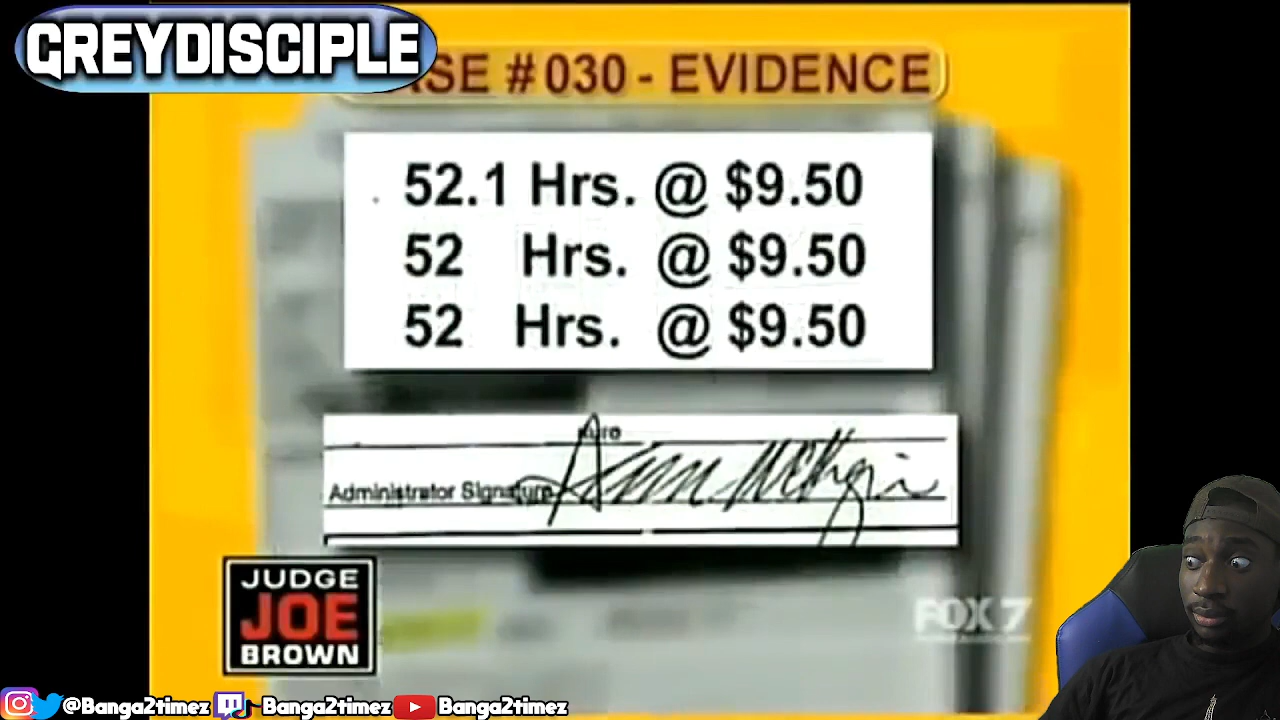 GREYDISCIPLE
ASE #030 - EVIDENCE
52.1 Hrs. @ $9.50
52 Hrs. @ $9.50
52 Hrs. @ $9.50
Administrator Signature
JUDGE
JOE
BROWN
FOX 7
@Banga2timez
Banga2timez
Banga2timez